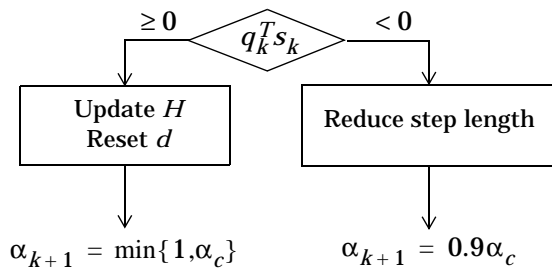 ≥ 0
q_k^T s_k
< 0
Update H
Reset d
Reduce step length
α_{k+1} = min{1,α_c}
α_{k+1} = 0.9α_c